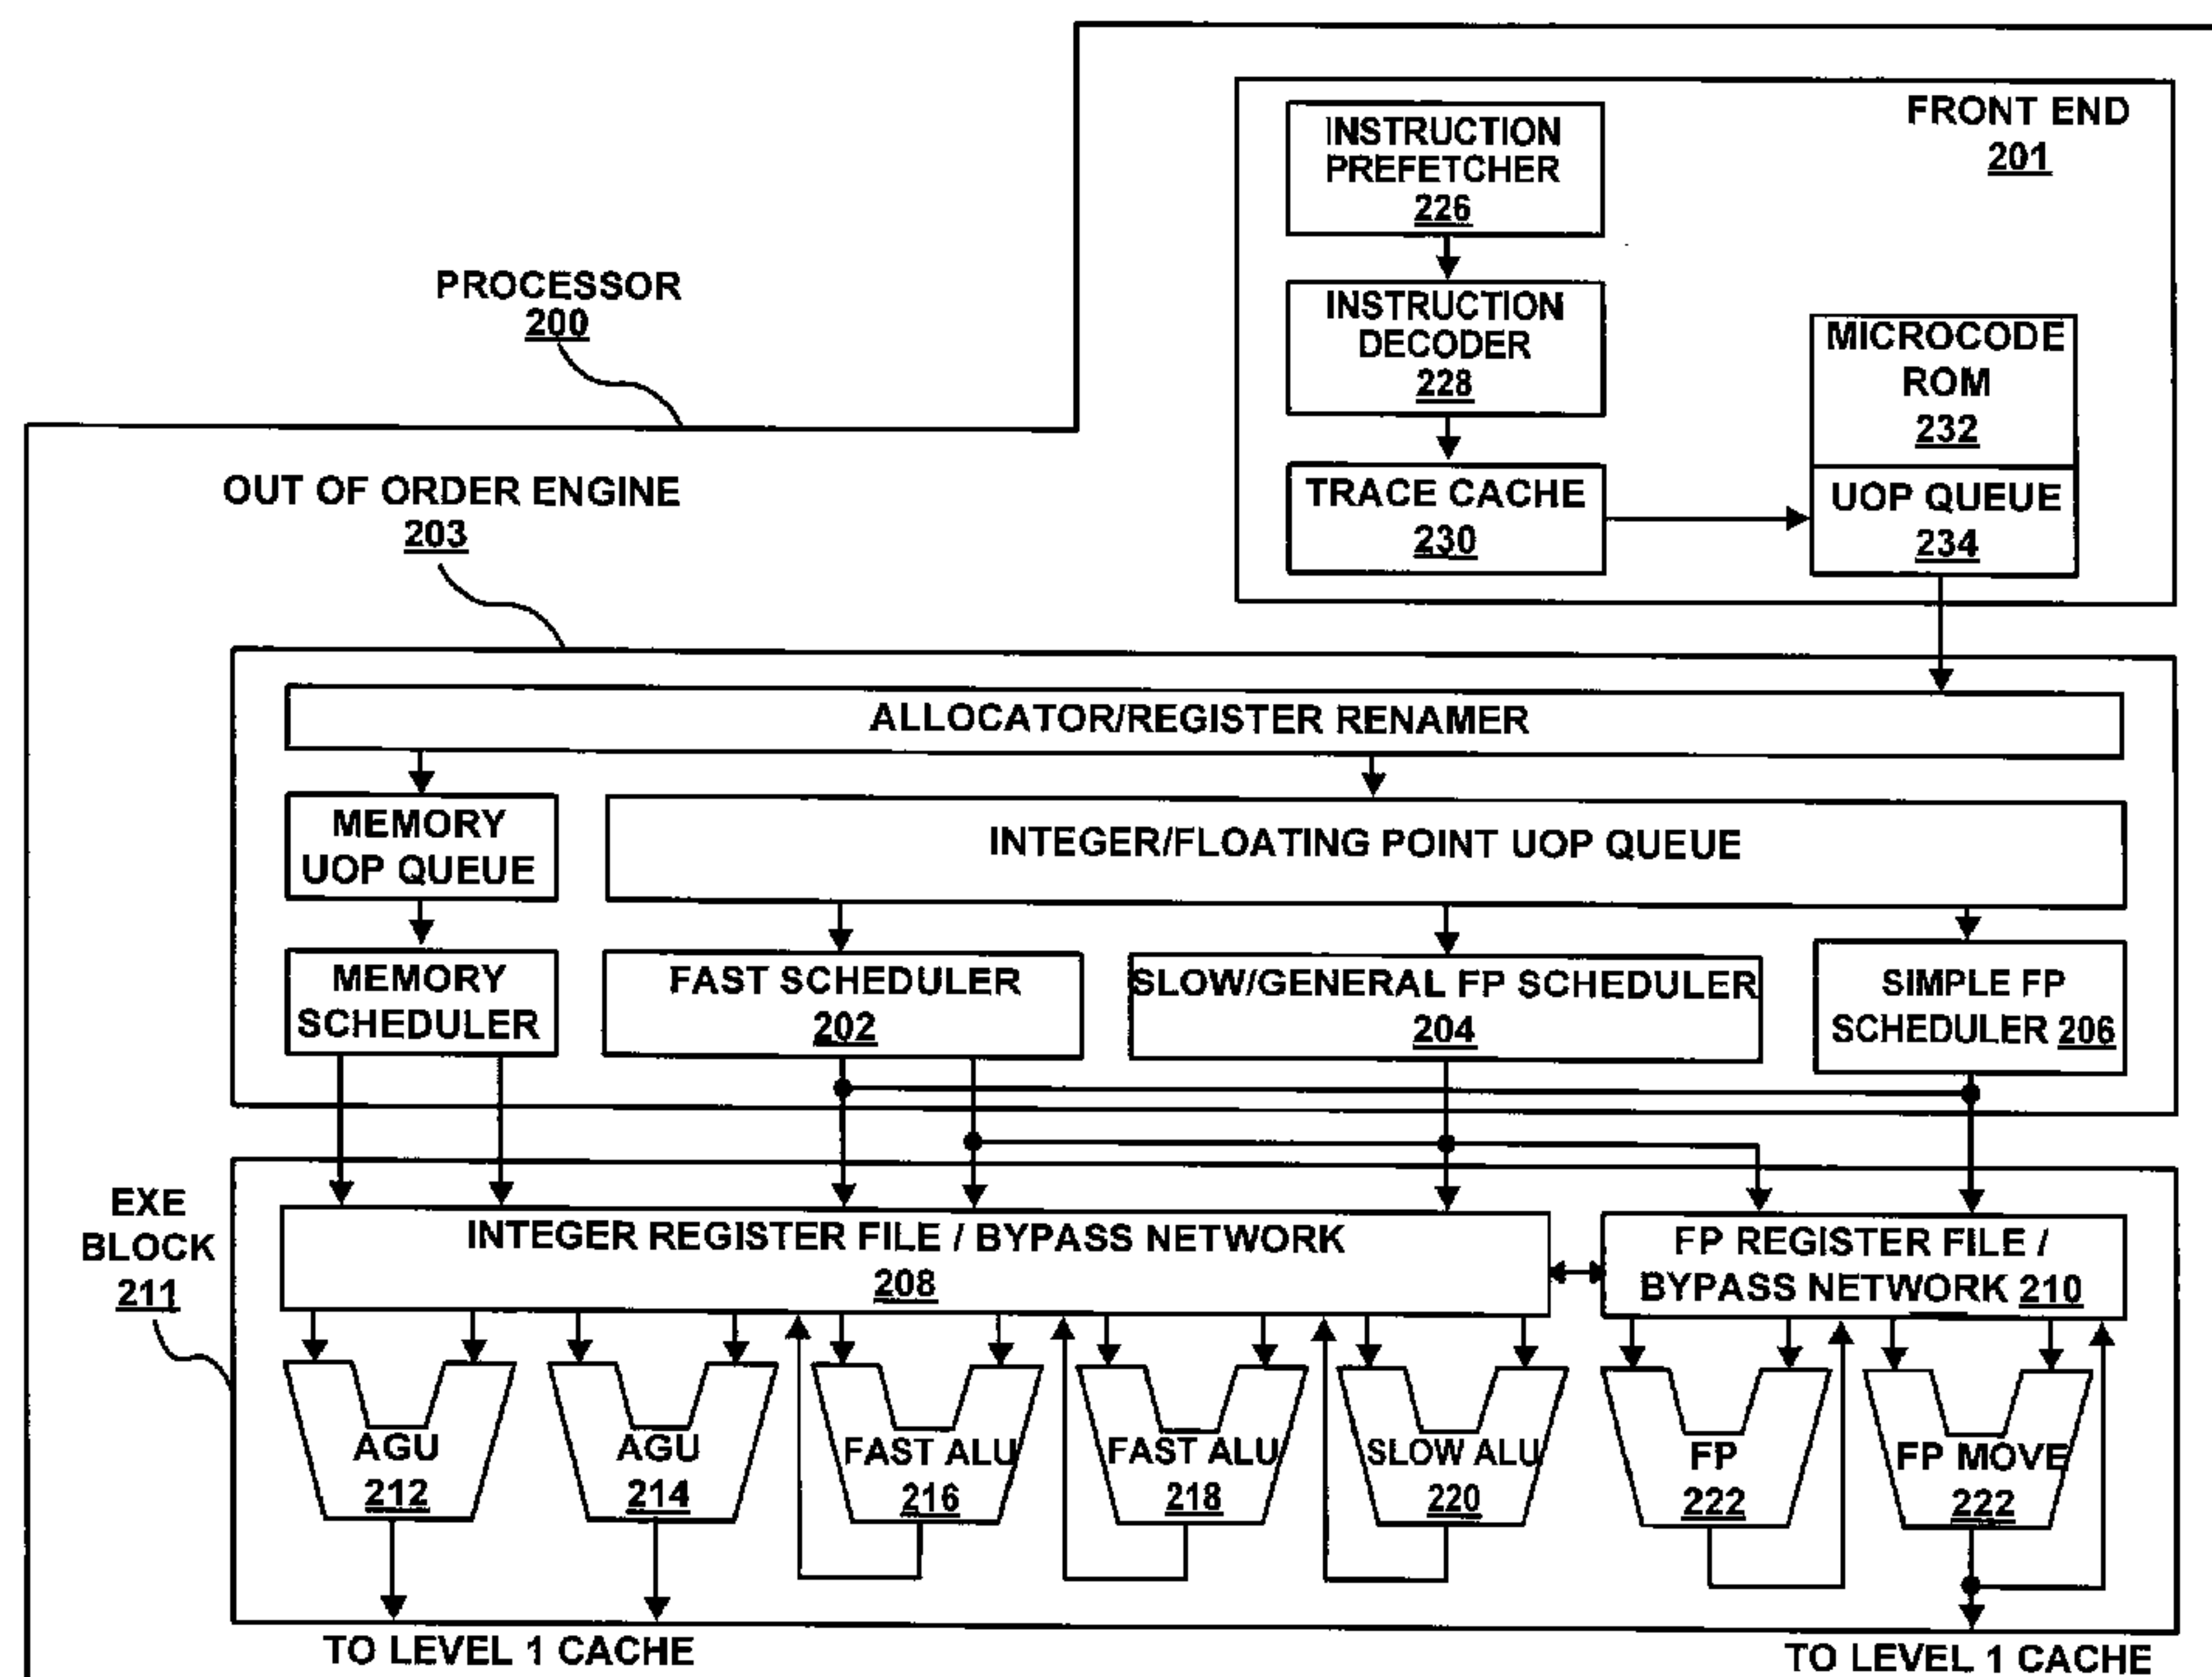 FRONT END
201
INSTRUCTION
PREFETCHER
226
PROCESSOR
200
INSTRUCTION
DECODER
228
MICROCODE
ROM
232
OUT OF ORDER ENGINE
203
TRACE CACHE
230
UOP QUEUE
234
ALLOCATOR/REGISTER RENAMER
MEMORY
UOP QUEUE
INTEGER/FLOATING POINT UOP QUEUE
MEMORY
SCHEDULER
FAST SCHEDULER
202
SLOW/GENERAL FP SCHEDULER
204
SIMPLE FP
SCHEDULER 206
EXE
BLOCK
211
INTEGER REGISTER FILE / BYPASS NETWORK
208
FP REGISTER FILE /
BYPASS NETWORK 210
AGU
212
AGU
214
FAST ALU
216
FAST ALU
218
SLOW ALU
220
FP
222
FP MOVE
222
TO LEVEL 1 CACHE
TO LEVEL 1 CACHE